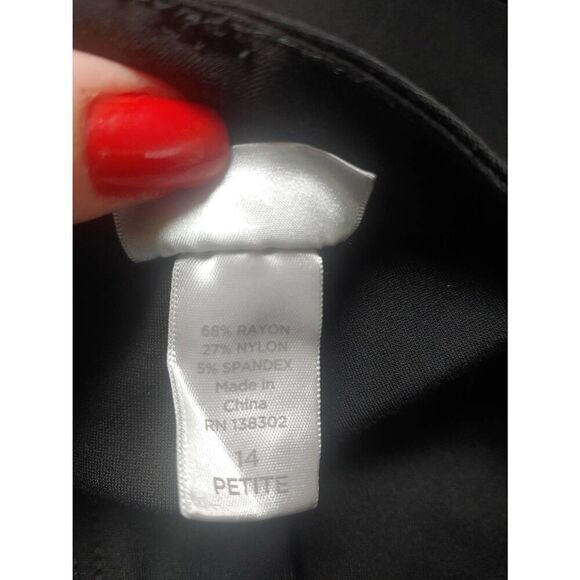 68% RAYON
27% NYLON
5% SPANDEX
Made in
China
RN 138302
14
PETITE